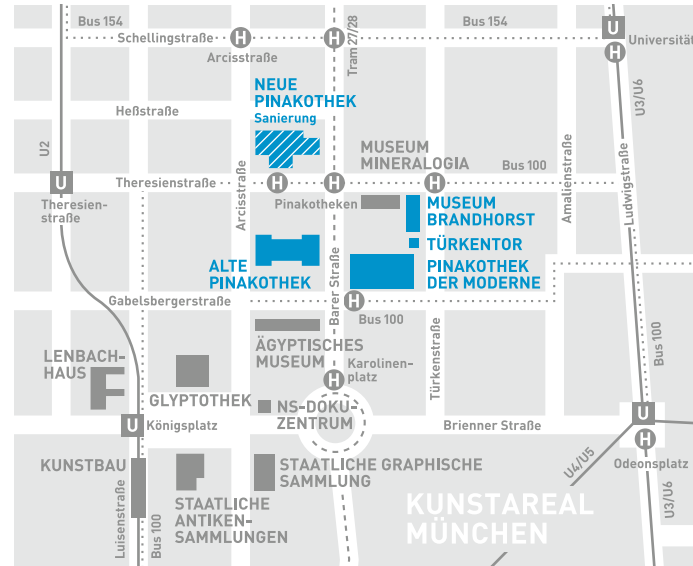 Bus 154
Bus 154
U
Schellingstraße
H
H
H
Universität
Arcisstraße
Tram 27/28
U3/U6
NEUE
PINAKOTHEK
Sanierung
Heßstraße
U2
MUSEUM
MINERALOGIA
Bus 100
U
Theresienstraße
H
H
H
Theresien-
straße
Arcisstraße
Pinakotheken
MUSEUM
BRANDHORST
Amalienstraße
Ludwigstraße
TÜRKENTOR
ALTE
PINAKOTHEK
Barer Straße
PINAKOTHEK
DER MODERNE
Gabelsbergerstraße
H
Bus 100
Türkenstraße
Bus 100
ÄGYPTISCHES
MUSEUM
LENBACH-
HAUS
Karolinen-
platz
H
GLYPTOTHEK
NS-DOKU-
ZENTRUM
U
Königsplatz
Brienner Straße
U
H
Odeonsplatz
KUNSTBAU
STAATLICHE GRAPHISCHE
SAMMLUNG
U4/U5
U3/U6
STAATLICHE
ANTIKEN-
SAMMLUNGEN
Luisenstraße
Bus 100
KUNSTAREAL
MÜNCHEN